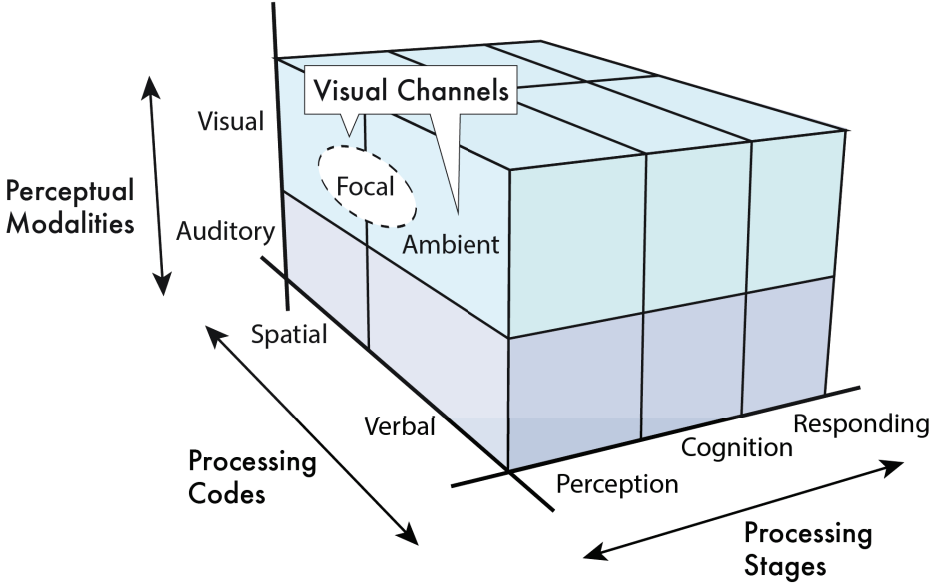 Visual Channels
Visual
Focal
Perceptual
Modalities
Auditory
Ambient
Spatial
Verbal
Responding
Cognition
Processing
Codes
Perception
Processing
Stages